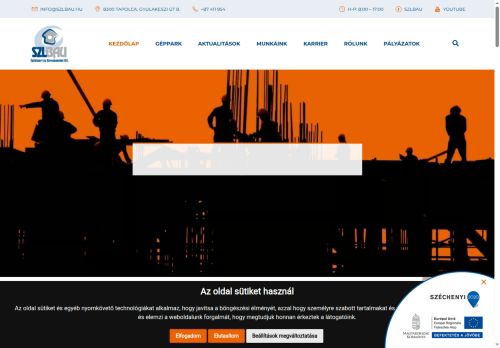 INFO@SZLBAU.HU
8300 TAPOLCA, GYULAKESZI ÚT 8.
+87 411 954
H-P: 8:00 - 17:00
SZLBAU
YOUTUBE
SZLBAU
KEZDŐLAP
GÉPPARK
AKTUALITÁSOK
MUNKÁINK
KARRIER
RÓLUNK
PÁLYÁZATOK
Az oldal sütiket használ
Az oldal sütiket és egyéb nyomkövető technológiákat alkalmaz, hogy javítsa a böngészési élményét, azzal hogy személyre szabott tartalmakat és
és elemzi a weboldalunk forgalmát, hogy megtudjuk honnan érkeztek a látogatóink.
Elfogadom
Elutasítom
Beállítások megváltoztatása
SZÉCHENYI 2020
MAGYARORSZÁG KORMÁNYA
Európai Unió
Európai Regionális
Fejlesztési Alap
BEFEKTETÉS A JÖVŐBE